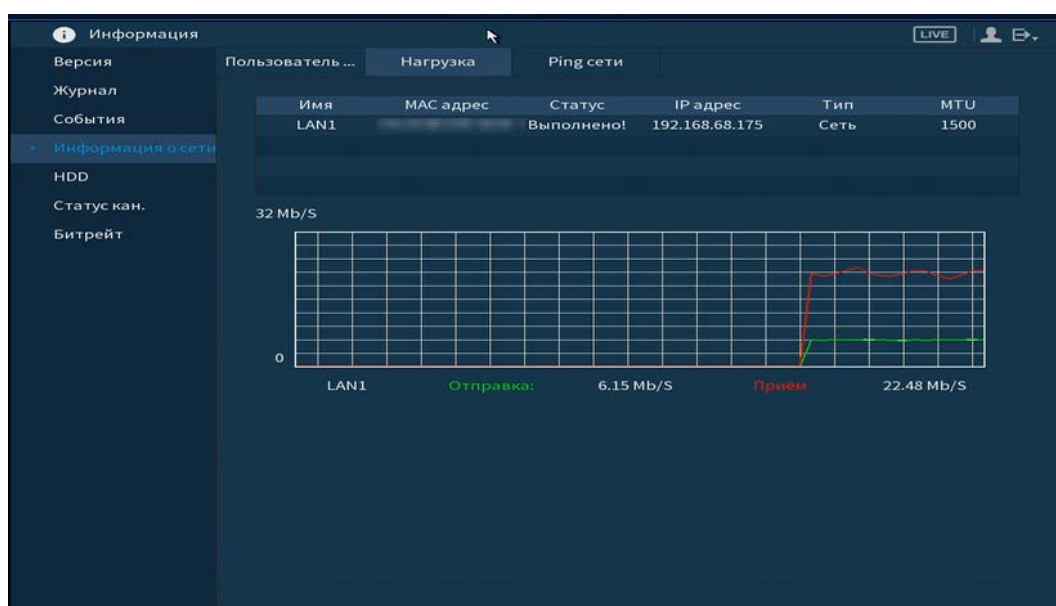 Информация
LIVE
Версия
Журнал
События
Информация о сети
HDD
Статус кан.
Битрейт
Пользователь ... Нагрузка Ping сети
Имя MAC адрес Статус IP адрес Тип MTU
LAN1 Выполнено! 192.168.68.175 Сеть 1500
32 Mb/S
0
LAN1 Отправка: 6.15 Mb/S Приём 22.48 Mb/S